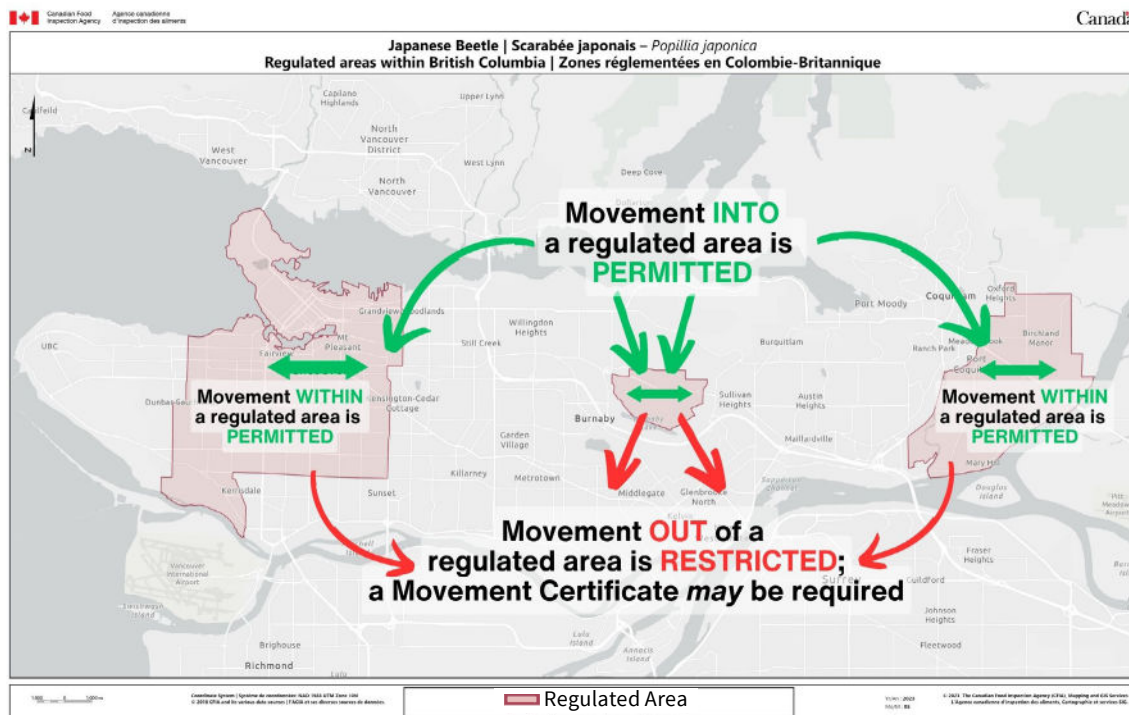 Canadian Food
Inspection Agency
Agence canadienne
d'inspection des aliments
Canada
Japanese Beetle | Scarabée japonais – Popillia japonica
Regulated areas within British Columbia | Zones réglementées en Colombie-Britannique
Capilano
Highlands
Upper Lynn
North
Vancouver
District
West
Vancouver
West Lynn
North
Vancouver
Deep Cove
N
Movement INTO
a regulated area is
PERMITTED
Port Moody
Coquitlam
Oxford
Heights
Willingdon
Heights
Mt
Pleasant
Still Creek
Burquitlam
Ranch Park
Birchland
Manor
UBC
Fairview
Port
Movement WITHIN
a regulated area is
PERMITTED
Kensington-Cedar
Cottage
Burnaby
Sullivan
Heights
Austin
Heights
Movement WITHIN
a regulated area is
PERMITTED
Garden
Village
Maillardville
Killarney
Metrotown
Mary Hill
Kerrisdale
Sunset
Middlegate
Glenbrooke
North
Douglas
Island
Movement OUT of a
regulated area is RESTRICTED;
a Movement Certificate may be required
Vancouver
International
Airport
Fraser
Heights
Surrey
Guildford
Johnson
Heights
Lulu
Island
Annacis
Island
Brighouse
Fleetwood
Richmond
Regulated Area